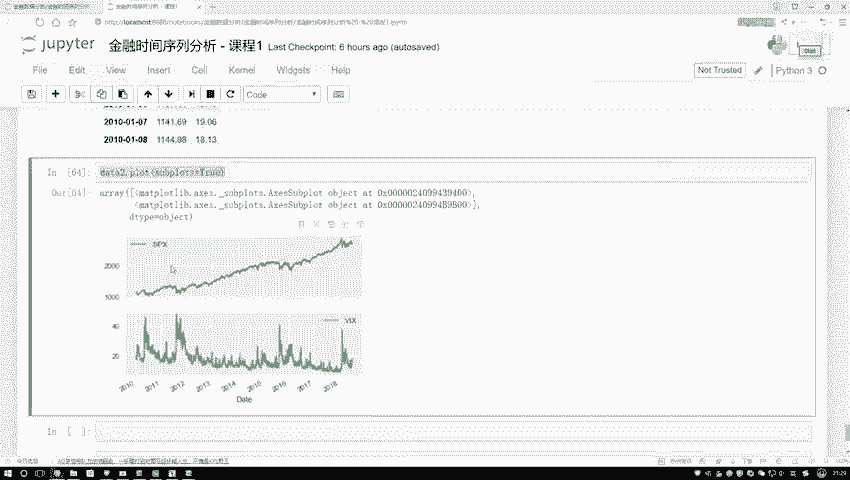 jupyter 金融时间序列分析 - 课程1 Last Checkpoint: 6 hours ago (autosaved)
File Edit View Insert Cell Kernel Widgets Help
Not Trusted
Python 3
Code
2010-01-07 1141.69 19.06
2010-01-08 1144.98 18.13
In [64]: data2.plot(subplots=True)
Out[64]: array([<matplotlib.axes._subplots.AxesSubplot object at
<matplotlib.axes._subplots.AxesSubplot object at
dtype=object)
SPX
2000
1000
VIX
40
20
2010 2011 2012 2013 2014 2015 2016 2017 2018
Date
In [ ]:
21:29